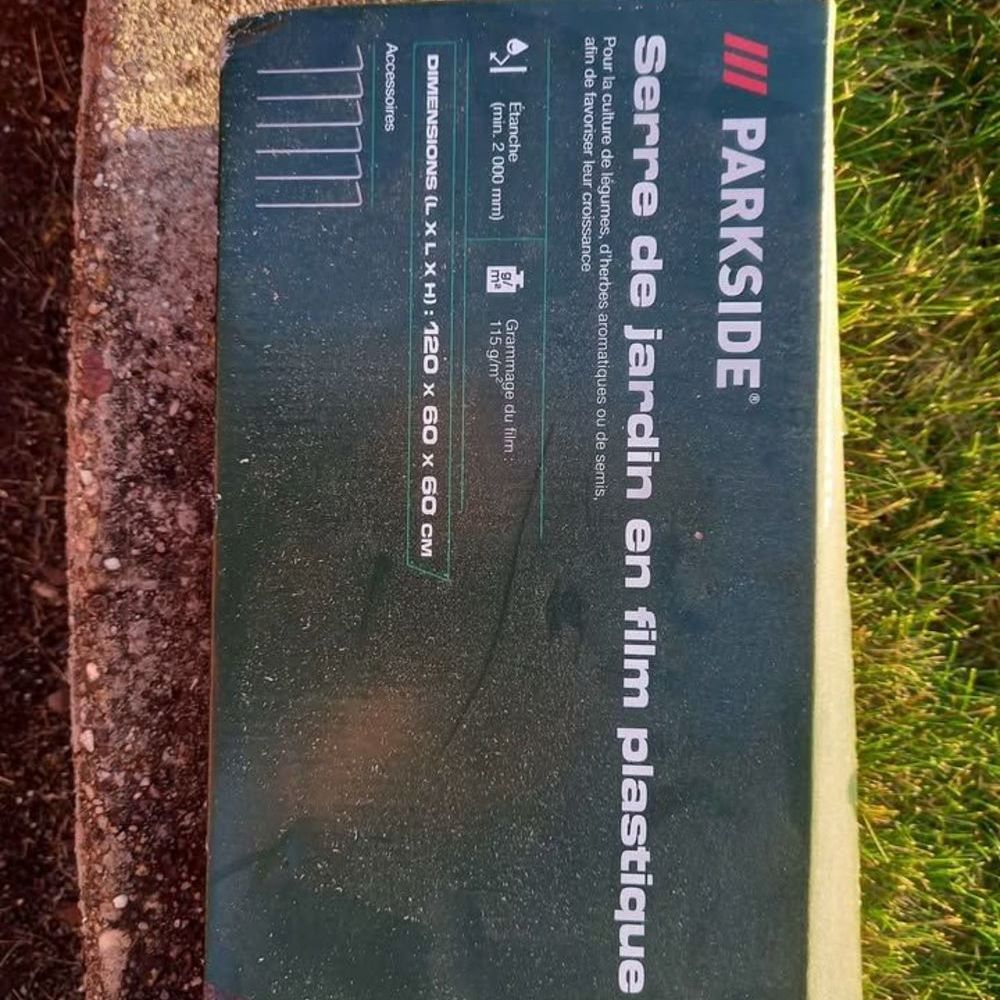 PARKSIDE®
Serre de jardin en film plastique
Pour la culture de légumes, d'herbes aromatiques ou de semis,
afin de favoriser leur croissance
Étanche
(min. 2 000 mm)
g/
m²
Grammage du film :
115 g/m²
DIMENSIONS (L X L X H) : 120 x 60 x 60 CM
Accessoires